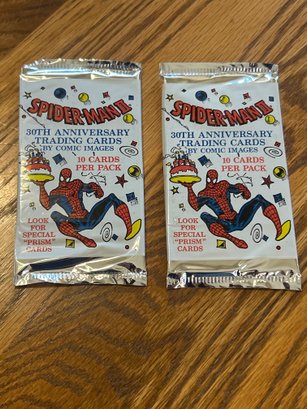 SPIDER-MAN II
30TH ANNIVERSARY
TRADING CARDS
BY COMIC IMAGES
10 CARDS
PER PACK
LOOK
FOR
SPECIAL
"PRISM"
CARDS
SPIDER-MAN II
30TH ANNIVERSARY
TRADING CARDS
BY COMIC IMAGES
10 CARDS
PER PACK
LOOK
FOR
SPECIAL
"PRISM"
CARDS